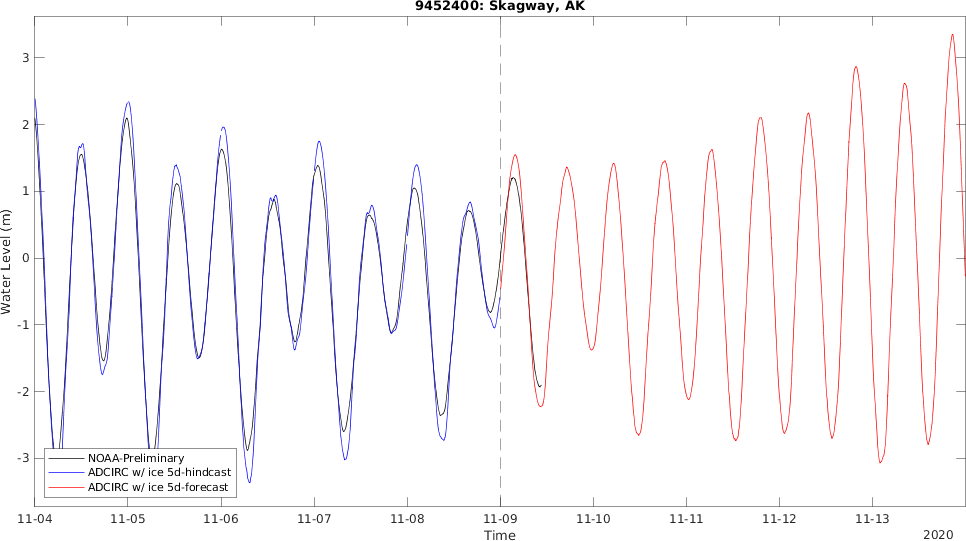 9452400: Skagway, AK
Water Level (m)
3
2
1
0
-1
-2
-3
NOAA-Preliminary
ADCIRC w/ ice 5d-hindcast
ADCIRC w/ ice 5d-forecast
11-04 11-05 11-06 11-07 11-08 11-09 11-10 11-11 11-12 11-13
Time
2020